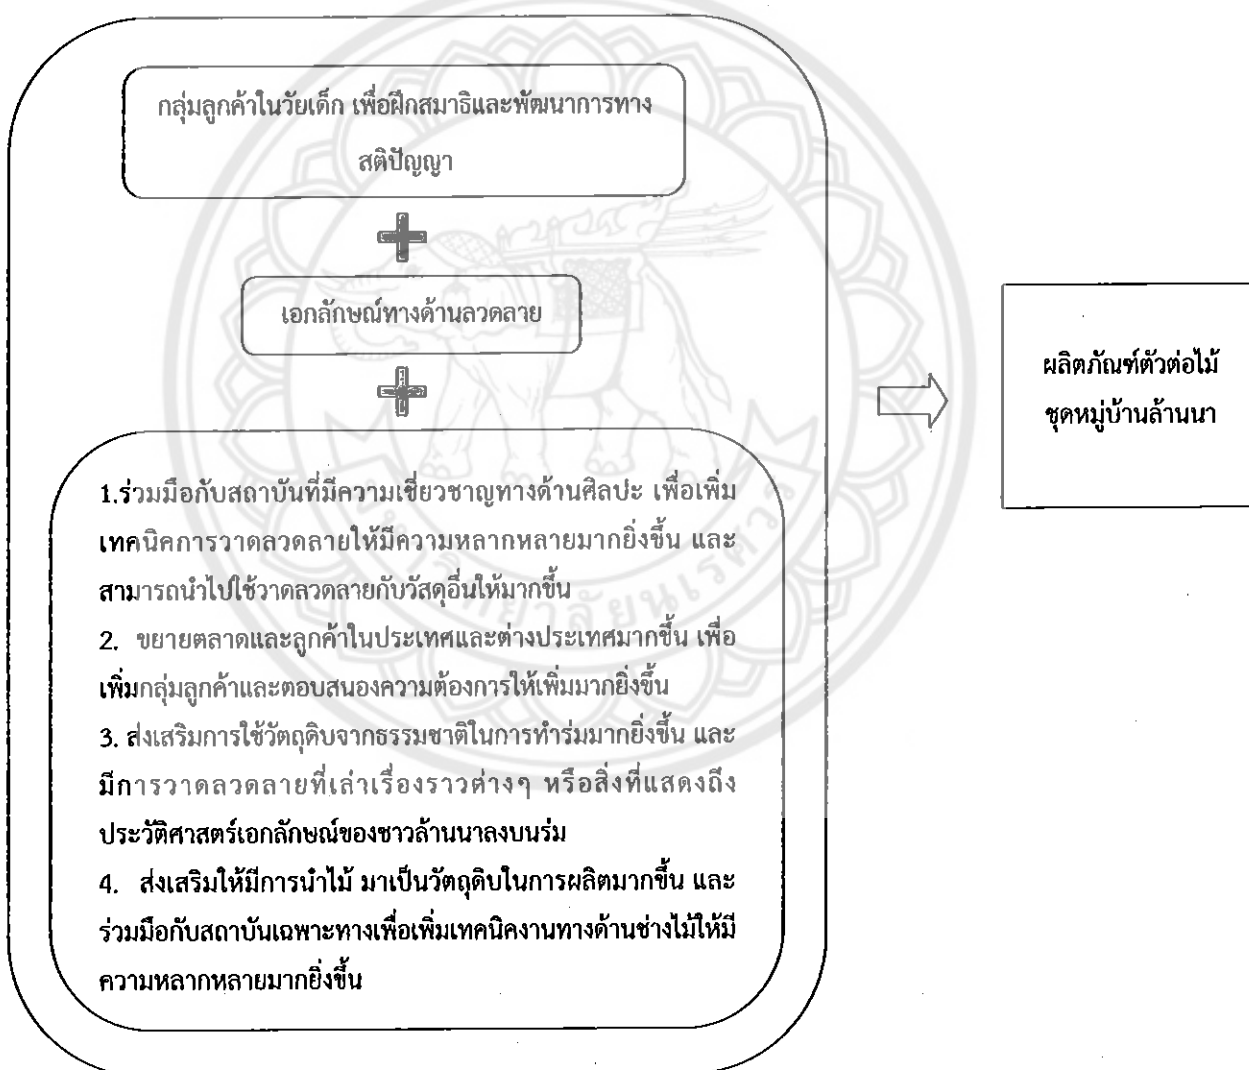 กลุ่มลูกค้าในวัยเด็ก เพื่อฝึกสมาธิและพัฒนาการทาง
สติปัญญา
เอกลักษณ์ทางด้านลวดลาย
1.ร่วมมือกับสถาบันที่มีความเชี่ยวชาญทางด้านศิลปะ เพื่อเพิ่ม
เทคนิคการวาดลวดลายให้มีความหลากหลายมากยิ่งขึ้น และ
สามารถนำไปใช้วาดลวดลายกับวัสดุอื่นให้มากขึ้น
2. ขยายตลาดและลูกค้าในประเทศและต่างประเทศมากขึ้น เพื่อ
เพิ่มกลุ่มลูกค้าและตอบสนองความต้องการให้เพิ่มมากยิ่งขึ้น
3. ส่งเสริมการใช้วัตถุดิบจากธรรมชาติในการทำร่มมากยิ่งขึ้น และ
มีการวาดลวดลายที่เล่าเรื่องราวต่างๆ หรือสิ่งที่แสดงถึง
ประวัติศาสตร์เอกลักษณ์ของชาวล้านนาลงบนร่ม
4. ส่งเสริมให้มีการนำไม้ มาเป็นวัตถุดิบในการผลิตมากขึ้น และ
ร่วมมือกับสถาบันเฉพาะทางเพื่อเพิ่มเทคนิคงานทางด้านช่างไม้ให้มี
ความหลากหลายมากยิ่งขึ้น
ผลิตภัณฑ์ตัวต่อไม้
ชุดหมู่บ้านล้านนา